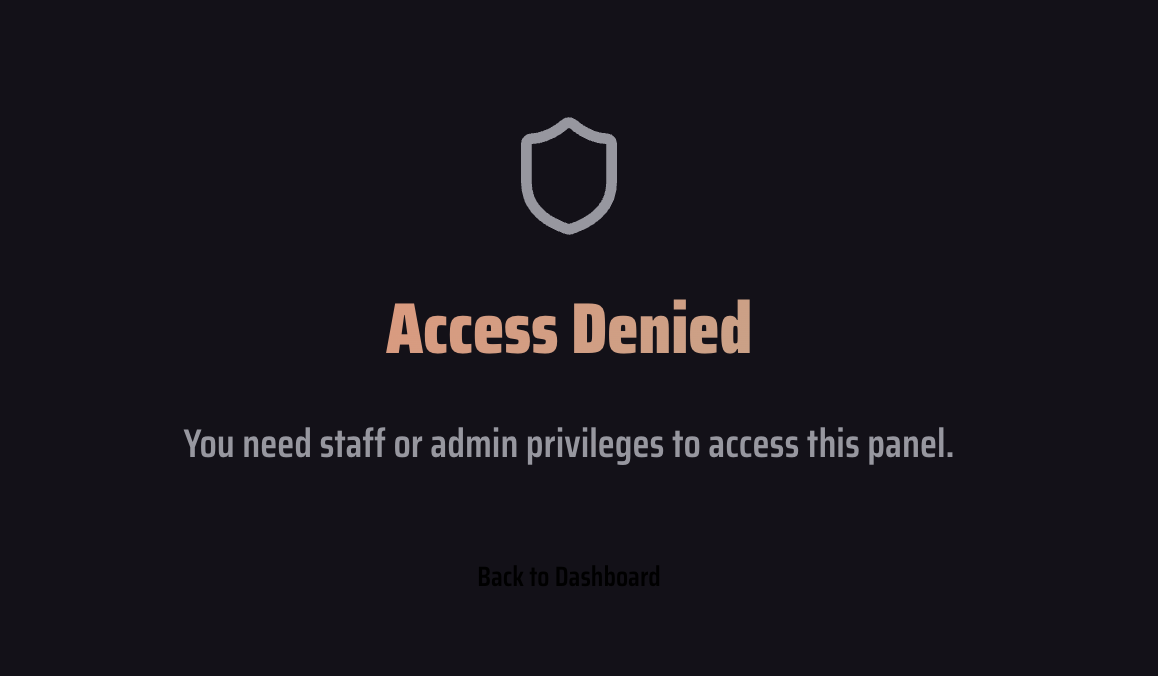 Access Denied
You need staff or admin privileges to access this panel.
Back to Dashboard